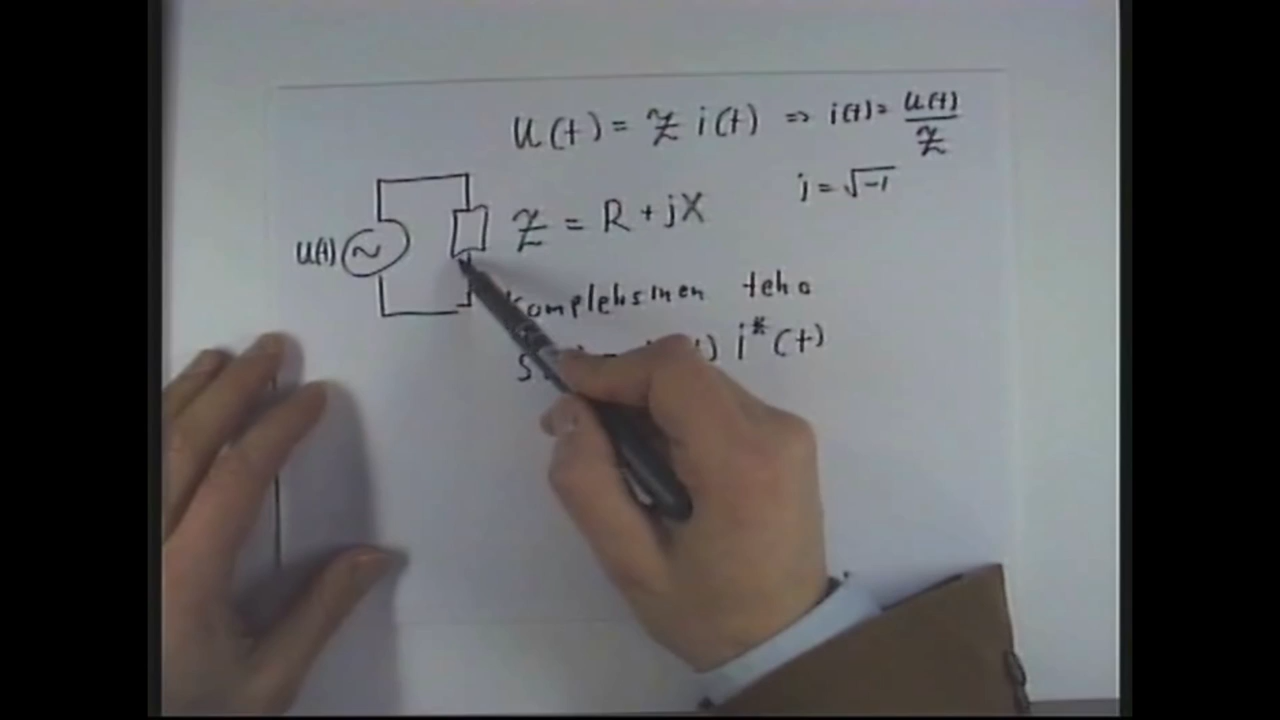 u(t) = Z i(t) => i(t) = u(t)/Z
j = √-1
u(t) ~ Z = R + jX
kompleksinen teho
i*(t)